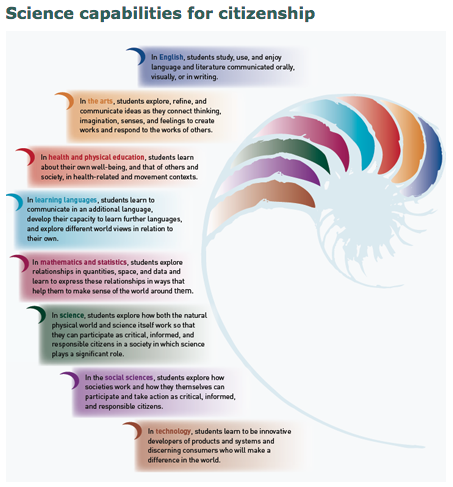 Science capabilities for citizenship
In English, students study, use, and enjoy
language and literature communicated orally,
visually, or in writing.
In the arts, students explore, refine, and
communicate ideas as they connect thinking,
imagination, senses, and feelings to create
works and respond to the works of others.
In health and physical education, students learn
about their own well-being, and that of others and
society, in health-related and movement contexts.
In learning languages, students learn to
communicate in an additional language,
develop their capacity to learn further languages,
and explore different world views in relation to
their own.
In mathematics and statistics, students explore
relationships in quantities, space, and data and
learn to express these relationships in ways that
help them to make sense of the world around them.
In science, students explore how both the natural
physical world and science itself work so that
they can participate as critical, informed, and
responsible citizens in a society in which science
plays a significant role.
In the social sciences, students explore how
societies work and how they themselves can
participate and take action as critical, informed,
and responsible citizens.
In technology, students learn to be innovative
developers of products and systems and
discerning consumers who will make a
difference in the world.